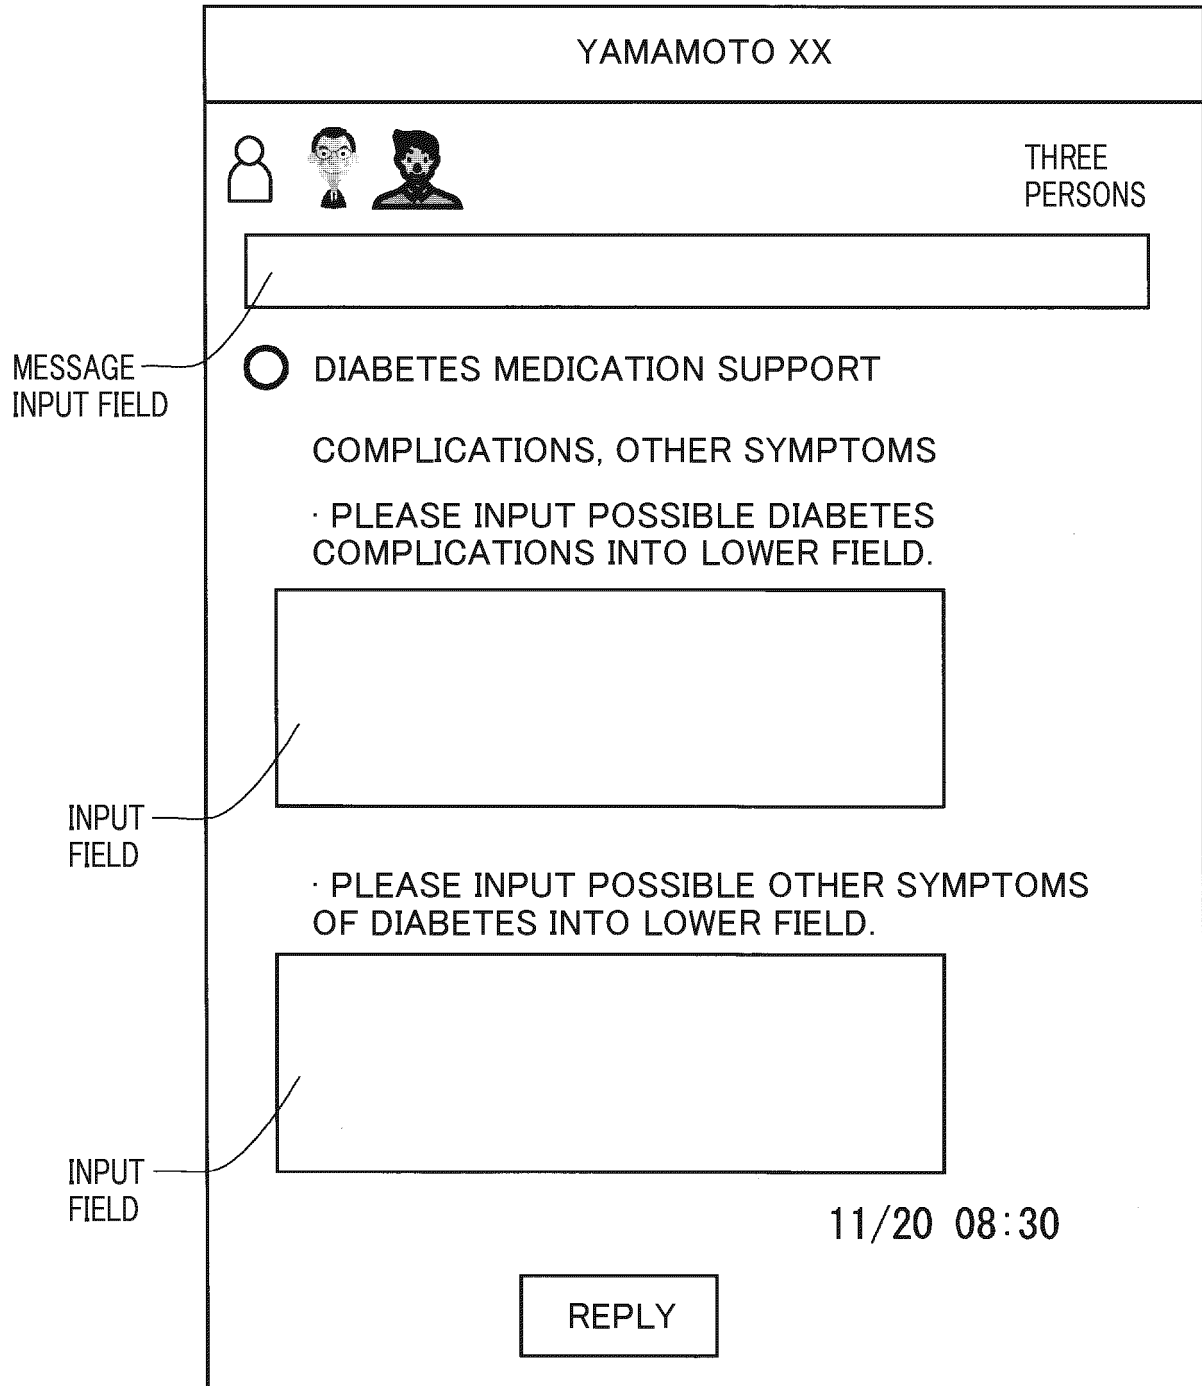 YAMAMOTO XX
THREE
PERSONS
MESSAGE
INPUT FIELD
DIABETES MEDICATION SUPPORT
COMPLICATIONS, OTHER SYMPTOMS
· PLEASE INPUT POSSIBLE DIABETES
COMPLICATIONS INTO LOWER FIELD.
INPUT
FIELD
· PLEASE INPUT POSSIBLE OTHER SYMPTOMS
OF DIABETES INTO LOWER FIELD.
INPUT
FIELD
11/20 08:30
REPLY